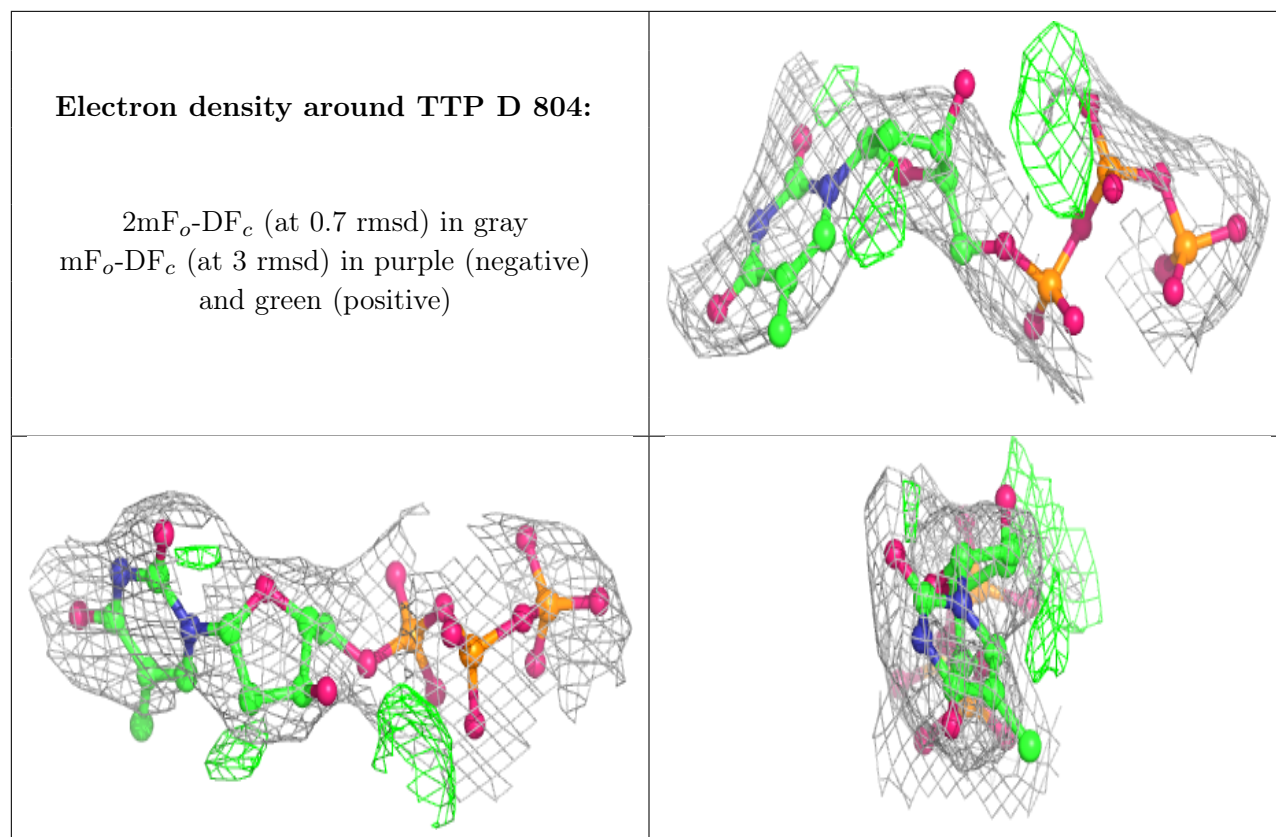 Electron density around TTP D 804:
2mFo-DFc (at 0.7 rmsd) in gray
mFo-DFc (at 3 rmsd) in purple (negative)
and green (positive)